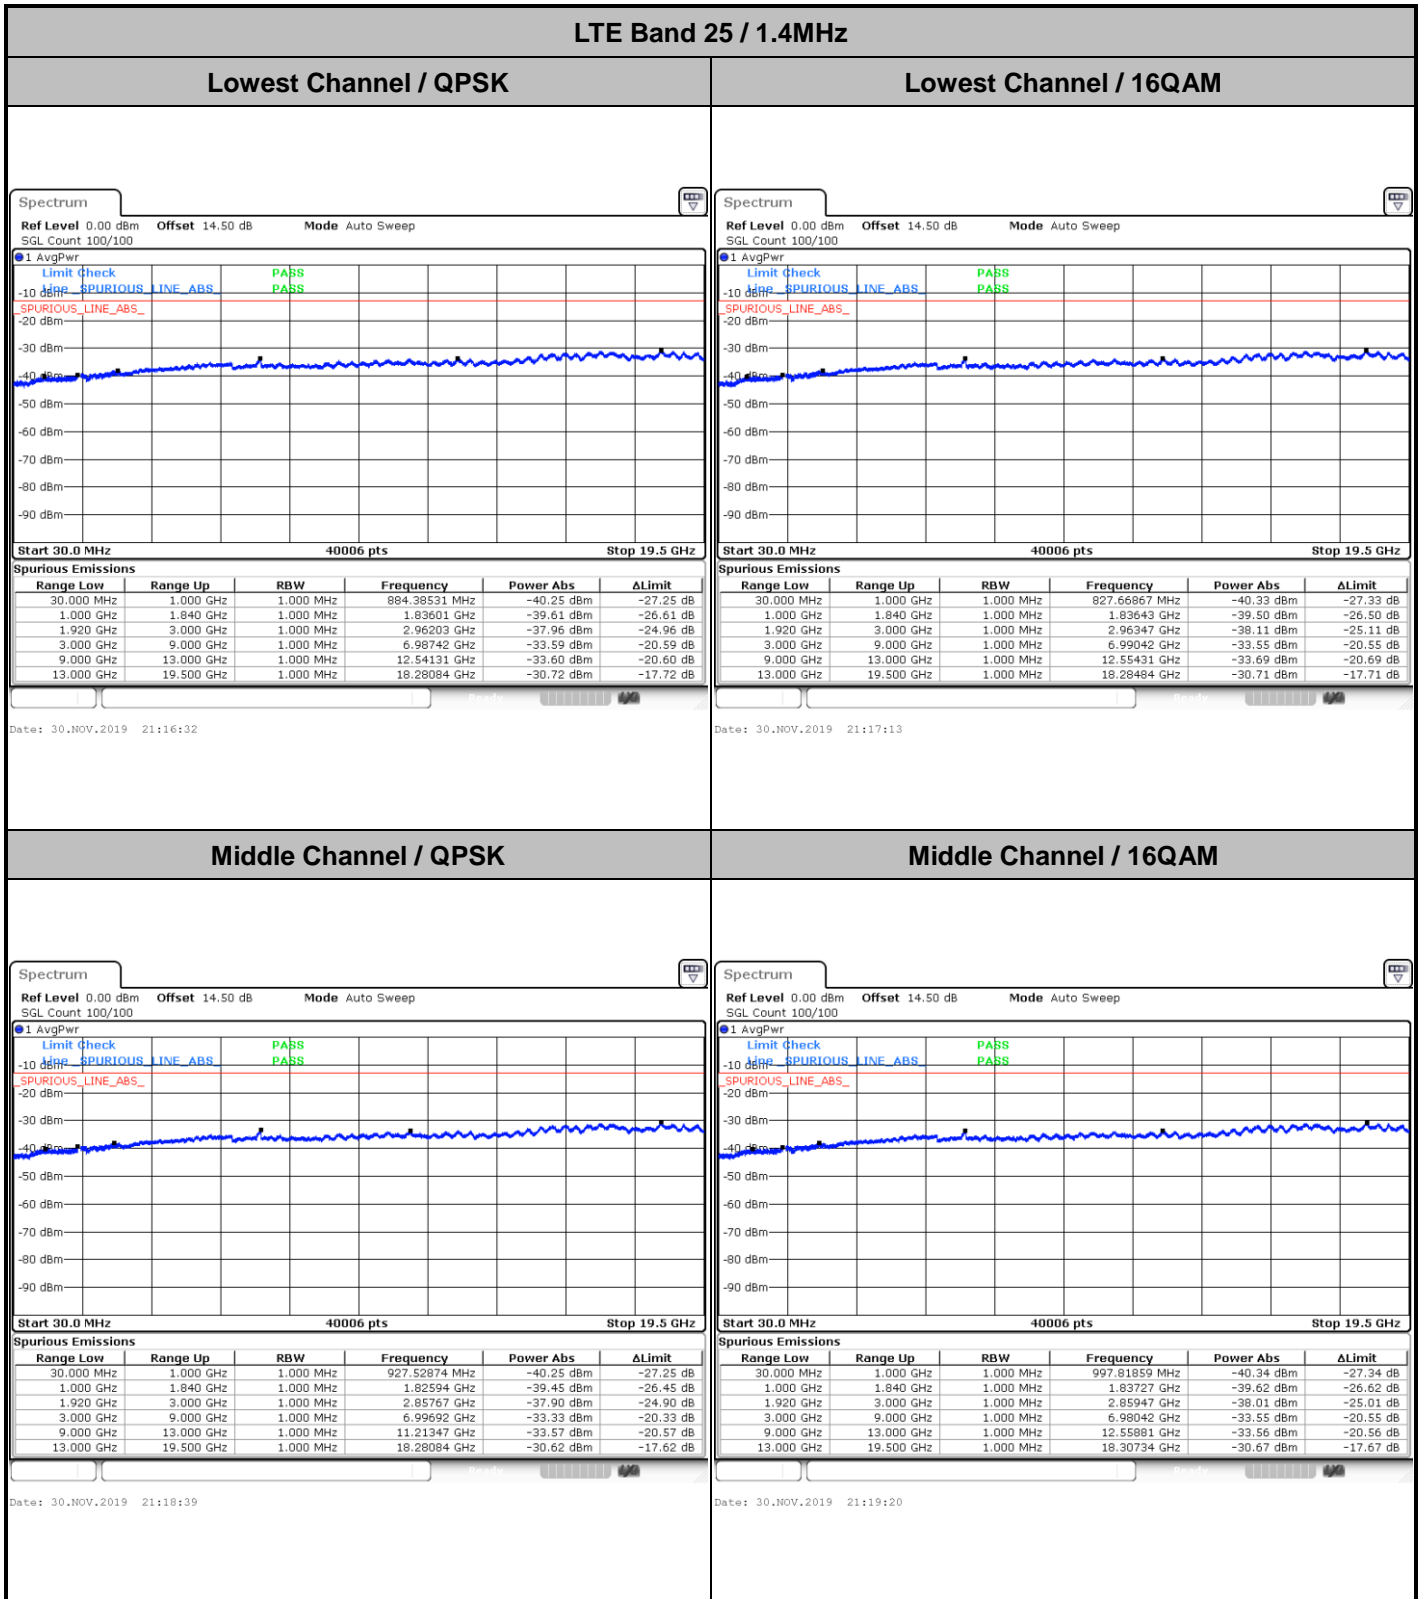 LTE Band 25 / 1.4MHz
Lowest Channel / QPSK
Lowest Channel / 16QAM
Spectrum
Ref Level 0.00 dBm Offset 14.50 dB Mode Auto Sweep
SGL Count 100/100
1 AvgPwr
Limit Check PASS
Line _SPURIOUS_LINE_ABS_ PASS
-10 dBm
_SPURIOUS_LINE_ABS_
-20 dBm
-30 dBm
-40 dBm
-50 dBm
-60 dBm
-70 dBm
-80 dBm
-90 dBm
Start 30.0 MHz 40006 pts Stop 19.5 GHz
Spurious Emissions
Range Low Range Up RBW Frequency Power Abs ΔLimit
30.000 MHz 1.000 GHz 1.000 MHz 884.38531 MHz -40.25 dBm -27.25 dB
1.000 GHz 1.840 GHz 1.000 MHz 1.83601 GHz -39.61 dBm -26.61 dB
1.920 GHz 3.000 GHz 1.000 MHz 2.96203 GHz -37.96 dBm -24.96 dB
3.000 GHz 9.000 GHz 1.000 MHz 6.98742 GHz -33.59 dBm -20.59 dB
9.000 GHz 13.000 GHz 1.000 MHz 12.54131 GHz -33.60 dBm -20.60 dB
13.000 GHz 19.500 GHz 1.000 MHz 18.28084 GHz -30.72 dBm -17.72 dB
Ready
Date: 30.NOV.2019 21:16:32
Spectrum
Ref Level 0.00 dBm Offset 14.50 dB Mode Auto Sweep
SGL Count 100/100
1 AvgPwr
Limit Check PASS
Line _SPURIOUS_LINE_ABS_ PASS
-10 dBm
_SPURIOUS_LINE_ABS_
-20 dBm
-30 dBm
-40 dBm
-50 dBm
-60 dBm
-70 dBm
-80 dBm
-90 dBm
Start 30.0 MHz 40006 pts Stop 19.5 GHz
Spurious Emissions
Range Low Range Up RBW Frequency Power Abs ΔLimit
30.000 MHz 1.000 GHz 1.000 MHz 827.66867 MHz -40.33 dBm -27.33 dB
1.000 GHz 1.840 GHz 1.000 MHz 1.83643 GHz -39.50 dBm -26.50 dB
1.920 GHz 3.000 GHz 1.000 MHz 2.96347 GHz -38.11 dBm -25.11 dB
3.000 GHz 9.000 GHz 1.000 MHz 6.99042 GHz -33.55 dBm -20.55 dB
9.000 GHz 13.000 GHz 1.000 MHz 12.55431 GHz -33.69 dBm -20.69 dB
13.000 GHz 19.500 GHz 1.000 MHz 18.28484 GHz -30.71 dBm -17.71 dB
Ready
Date: 30.NOV.2019 21:17:13
Middle Channel / QPSK
Middle Channel / 16QAM
Spectrum
Ref Level 0.00 dBm Offset 14.50 dB Mode Auto Sweep
SGL Count 100/100
1 AvgPwr
Limit Check PASS
Line _SPURIOUS_LINE_ABS_ PASS
-10 dBm
_SPURIOUS_LINE_ABS_
-20 dBm
-30 dBm
-40 dBm
-50 dBm
-60 dBm
-70 dBm
-80 dBm
-90 dBm
Start 30.0 MHz 40006 pts Stop 19.5 GHz
Spurious Emissions
Range Low Range Up RBW Frequency Power Abs ΔLimit
30.000 MHz 1.000 GHz 1.000 MHz 927.52874 MHz -40.25 dBm -27.25 dB
1.000 GHz 1.840 GHz 1.000 MHz 1.82594 GHz -39.45 dBm -26.45 dB
1.920 GHz 3.000 GHz 1.000 MHz 2.85767 GHz -37.90 dBm -24.90 dB
3.000 GHz 9.000 GHz 1.000 MHz 6.99692 GHz -33.33 dBm -20.33 dB
9.000 GHz 13.000 GHz 1.000 MHz 11.21347 GHz -33.57 dBm -20.57 dB
13.000 GHz 19.500 GHz 1.000 MHz 18.28084 GHz -30.62 dBm -17.62 dB
Ready
Date: 30.NOV.2019 21:18:39
Spectrum
Ref Level 0.00 dBm Offset 14.50 dB Mode Auto Sweep
SGL Count 100/100
1 AvgPwr
Limit Check PASS
Line _SPURIOUS_LINE_ABS_ PASS
-10 dBm
_SPURIOUS_LINE_ABS_
-20 dBm
-30 dBm
-40 dBm
-50 dBm
-60 dBm
-70 dBm
-80 dBm
-90 dBm
Start 30.0 MHz 40006 pts Stop 19.5 GHz
Spurious Emissions
Range Low Range Up RBW Frequency Power Abs ΔLimit
30.000 MHz 1.000 GHz 1.000 MHz 997.81859 MHz -40.34 dBm -27.34 dB
1.000 GHz 1.840 GHz 1.000 MHz 1.83727 GHz -39.62 dBm -26.62 dB
1.920 GHz 3.000 GHz 1.000 MHz 2.85947 GHz -38.01 dBm -25.01 dB
3.000 GHz 9.000 GHz 1.000 MHz 6.98042 GHz -33.55 dBm -20.55 dB
9.000 GHz 13.000 GHz 1.000 MHz 12.55881 GHz -33.56 dBm -20.56 dB
13.000 GHz 19.500 GHz 1.000 MHz 18.30734 GHz -30.67 dBm -17.67 dB
Ready
Date: 30.NOV.2019 21:19:20